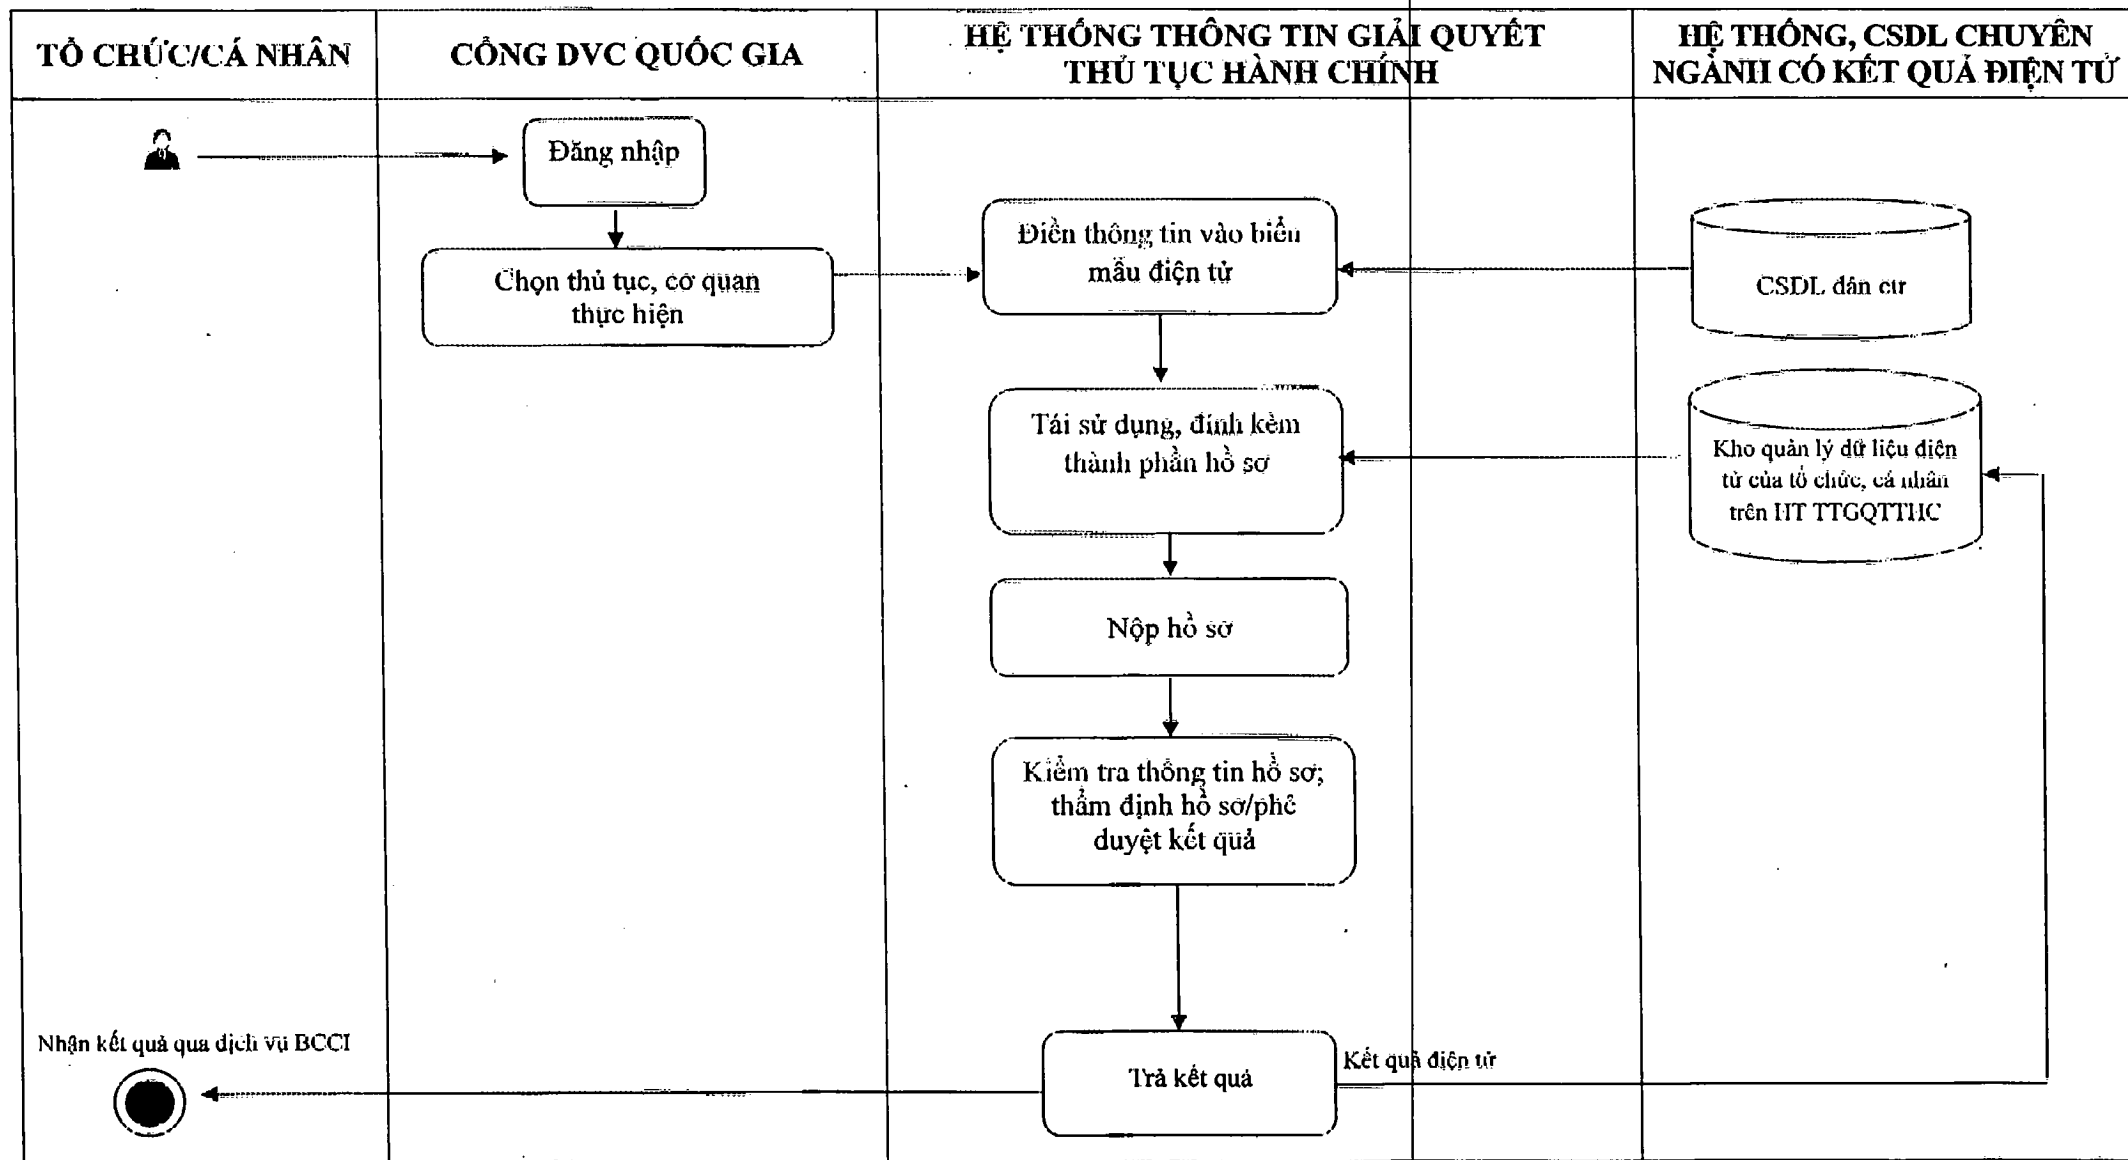 TỔ CHỨC/CÁ NHÂN
CỔNG DVC QUỐC GIA
HỆ THỐNG THÔNG TIN GIẢI QUYẾT
THỦ TỤC HÀNH CHÍNH
HỆ THỐNG, CSDL CHUYÊN
NGÀNH CÓ KẾT QUẢ ĐIỆN TỬ
Đăng nhập
Chọn thủ tục, cơ quan
thực hiện
Điền thông tin vào biểu
mẫu điện tử
CSDL dân cư
Tái sử dụng, đính kèm
thành phần hồ sơ
Kho quản lý dữ liệu điện
tử của tổ chức, cá nhân
trên HT TTGQTTHC
Nộp hồ sơ
Kiểm tra thông tin hồ sơ;
thẩm định hồ sơ/phê
duyệt kết quả
Nhận kết quả qua dịch vụ BCCI
Trả kết quả
Kết quả điện tử